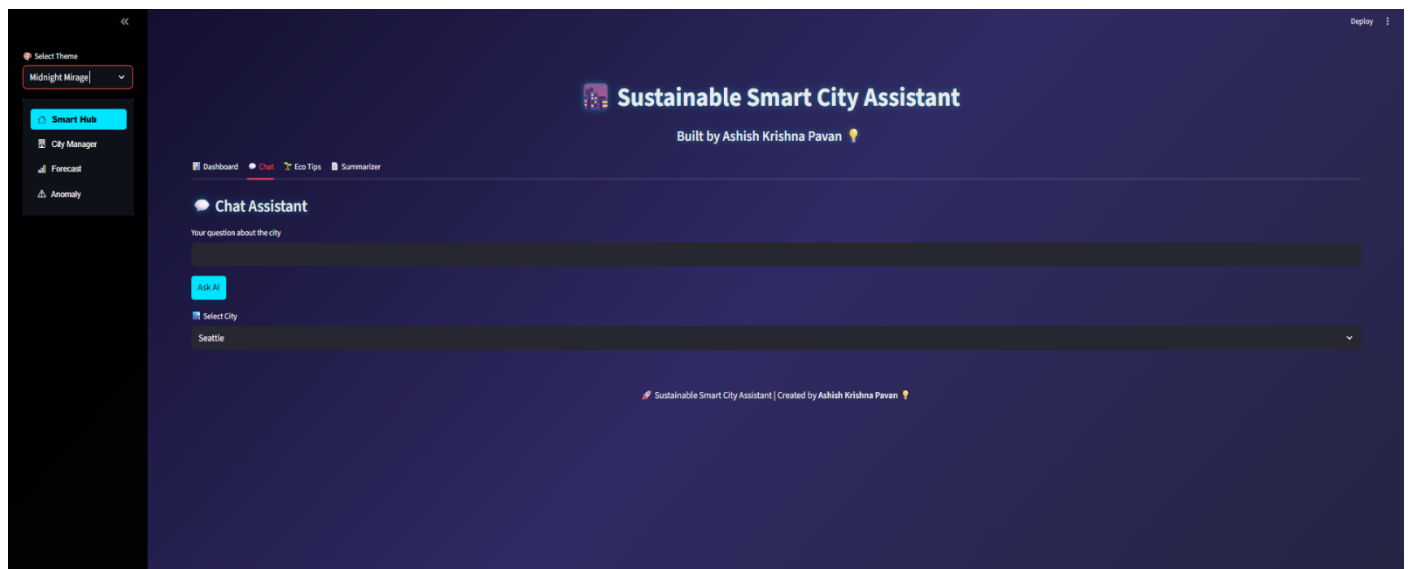 Deploy
Select Theme
Midnight Mirage
Smart Hub
City Manager
Forecast
Anomaly
Sustainable Smart City Assistant
Built by Ashish Krishna Pavan
Dashboard Chat Eco Tips Summarizer
Chat Assistant
Your question about the city
Ask AI
Select City
Seattle
Sustainable Smart City Assistant | Created by Ashish Krishna Pavan